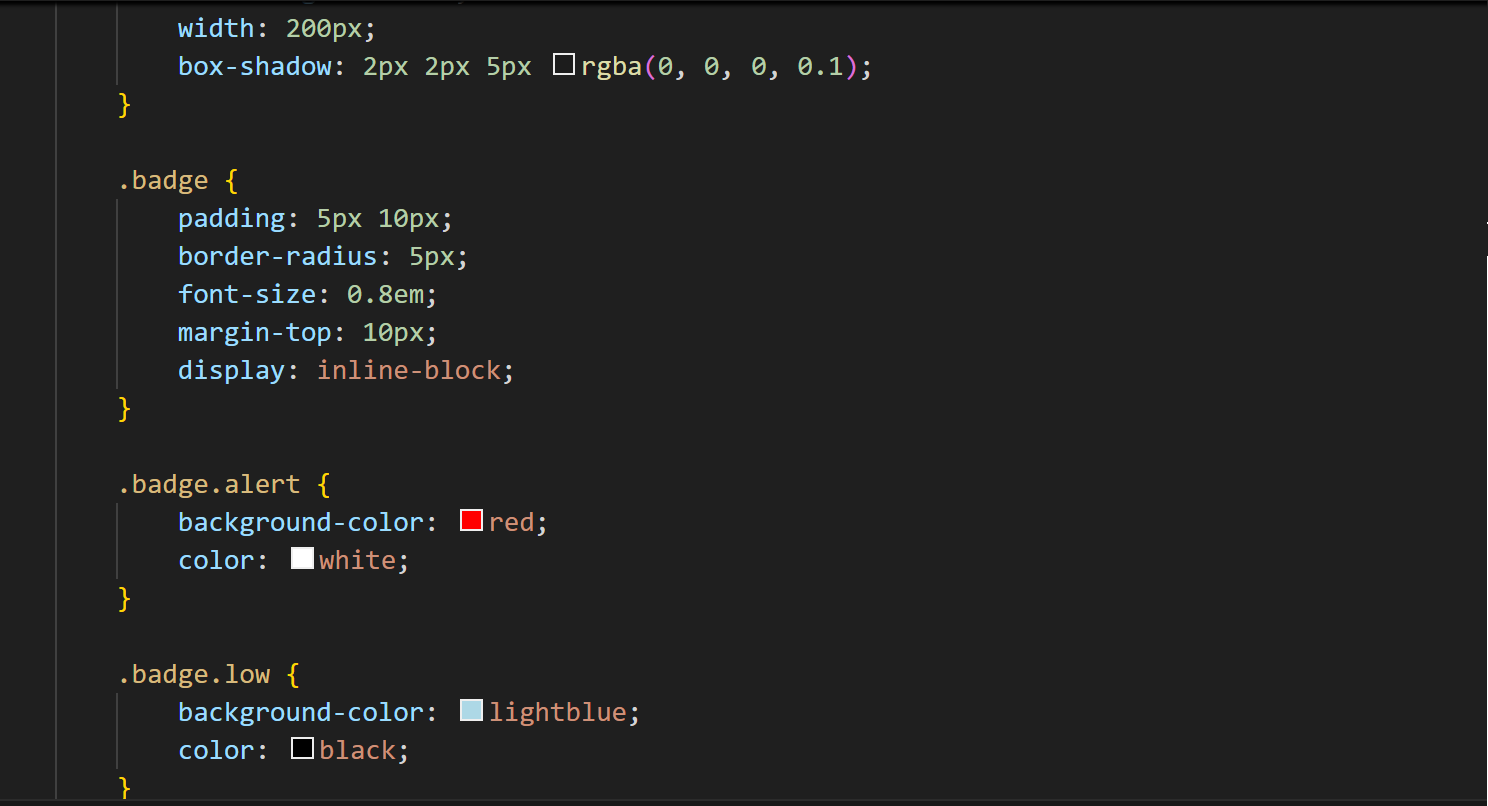 width: 200px;
box-shadow: 2px 2px 5px rgba(0, 0, 0, 0.1);
}
.badge {
padding: 5px 10px;
border-radius: 5px;
font-size: 0.8em;
margin-top: 10px;
display: inline-block;
}
.badge.alert {
background-color: red;
color: white;
}
.badge.low {
background-color: lightblue;
color: black;
}